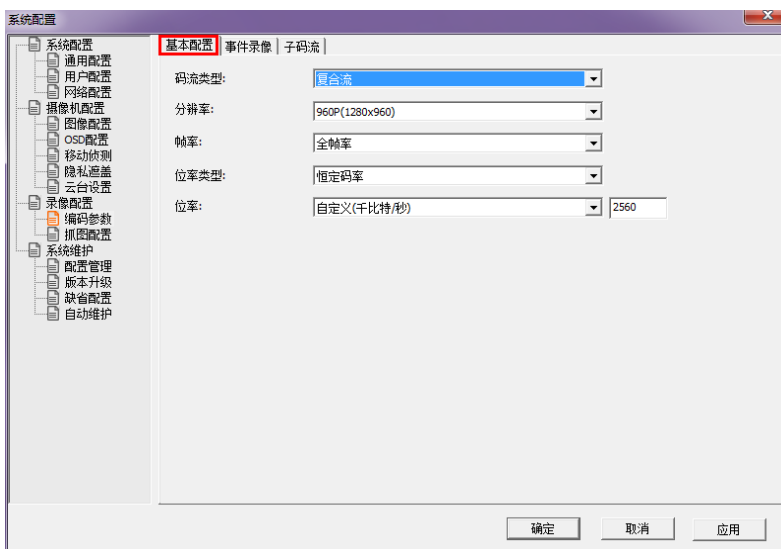 系统配置
系统配置
通用配置
用户配置
网络配置
摄像机配置
图像配置
OSD配置
移动侦测
隐私遮盖
云台设置
录像配置
编码参数
抓图配置
系统维护
配置管理
版本升级
缺省配置
自动维护
基本配置 事件录像 子码流
码流类型: 复合流
分辨率: 960P(1280x960)
帧率: 全帧率
位率类型: 恒定码率
位率: 自定义(千比特/秒) 2560
确定 取消 应用